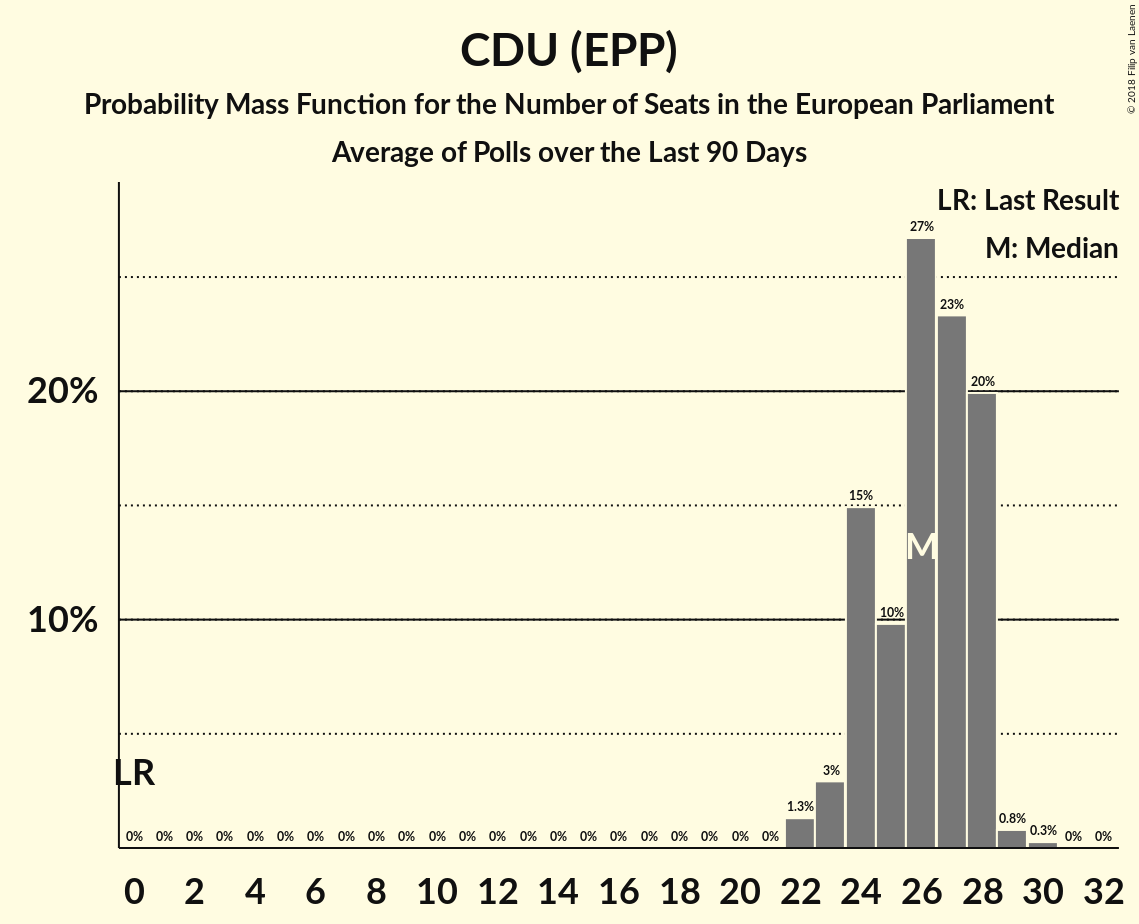 CDU (EPP)
Probability Mass Function for the Number of Seats in the European Parliament
Average of Polls over the Last 90 Days
© 2018 Filip van Laenen
LR: Last Result
M: Median
27%
23%
20%
20%
15%
M
10%
10%
LR
3%
1.3%
0.8%
0.3%
0% 0% 0% 0% 0% 0% 0% 0% 0% 0% 0% 0% 0% 0% 0% 0% 0% 0% 0% 0% 0% 0% 0% 0%
0 2 4 6 8 10 12 14 16 18 20 22 24 26 28 30 32